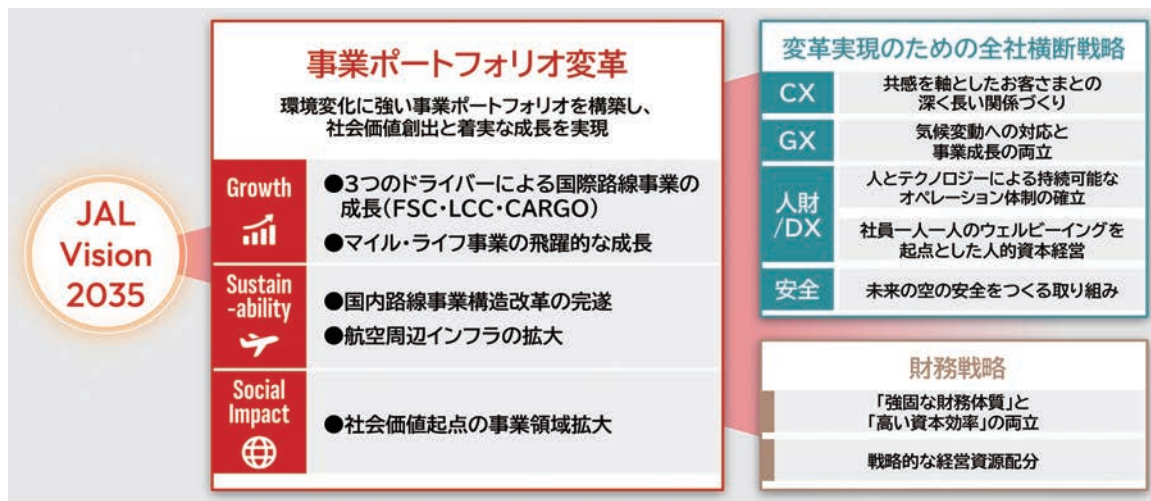 JAL
Vision
2035
事業ポートフォリオ変革
環境変化に強い事業ポートフォリオを構築し、
社会価値創出と着実な成長を実現
Growth
●3つのドライバーによる国際路線事業の
成長(FSC・LCC・CARGO)
●マイル・ライフ事業の飛躍的な成長
Sustain
-ability
●国内路線事業構造改革の完遂
●航空周辺インフラの拡大
Social
Impact
●社会価値起点の事業領域拡大
変革実現のための全社横断戦略
CX
共感を軸としたお客さまとの
深く長い関係づくり
GX
気候変動への対応と
事業成長の両立
人財
/DX
人とテクノロジーによる持続可能な
オペレーション体制の確立
社員一人一人のウェルビーイングを
起点とした人的資本経営
安全
未来の空の安全をつくる取り組み
財務戦略
「強固な財務体質」と
「高い資本効率」の両立
戦略的な経営資源配分